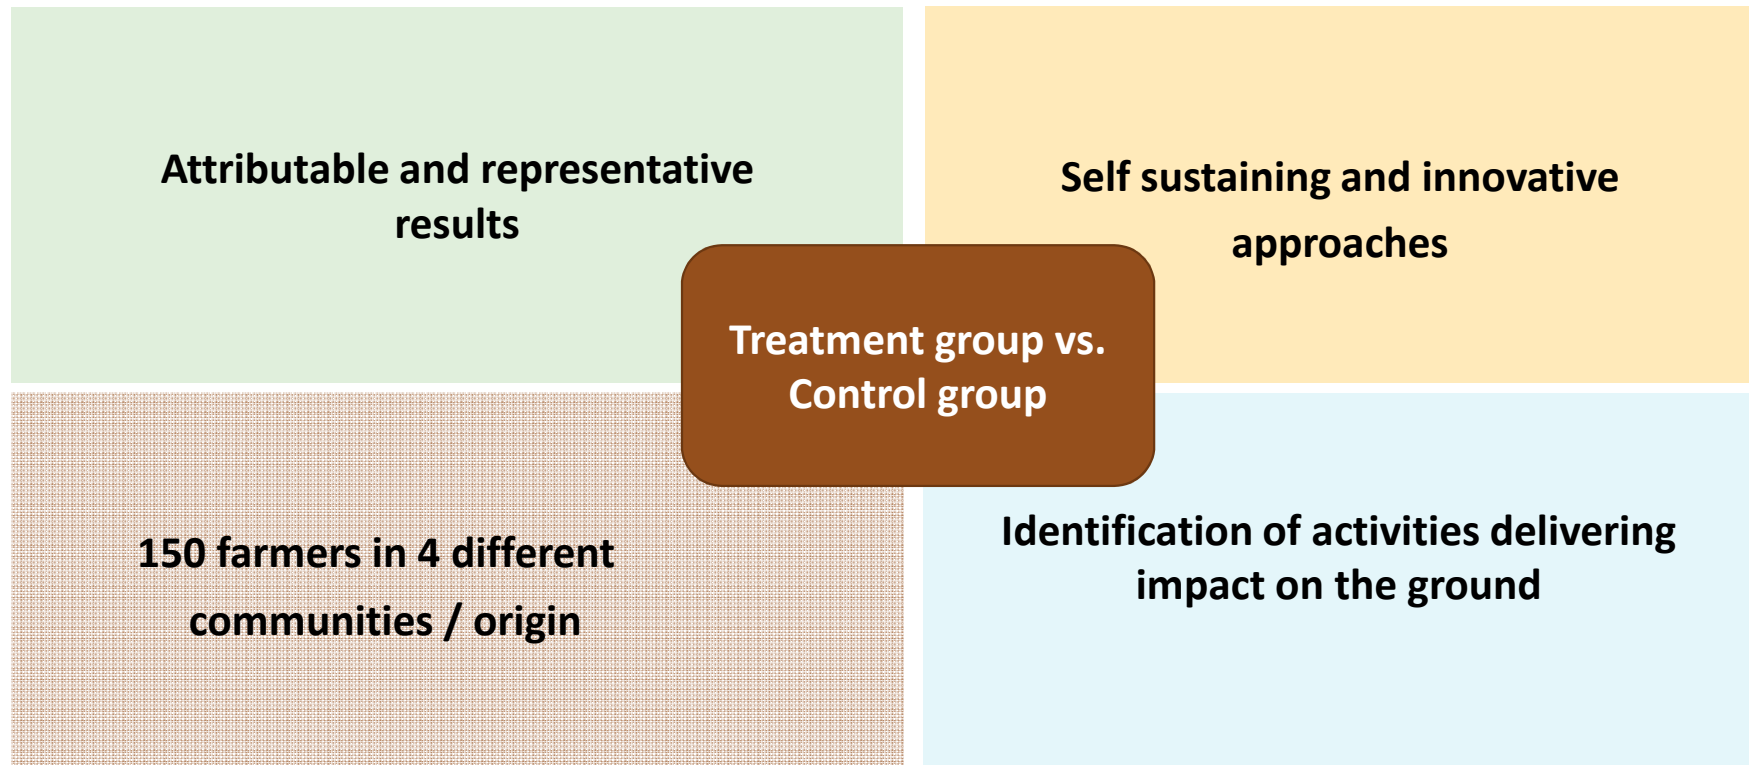 Attributable and representative
results
Self sustaining and innovative
approaches
Treatment group vs.
Control group
150 farmers in 4 different
communities / origin
Identification of activities delivering
impact on the ground